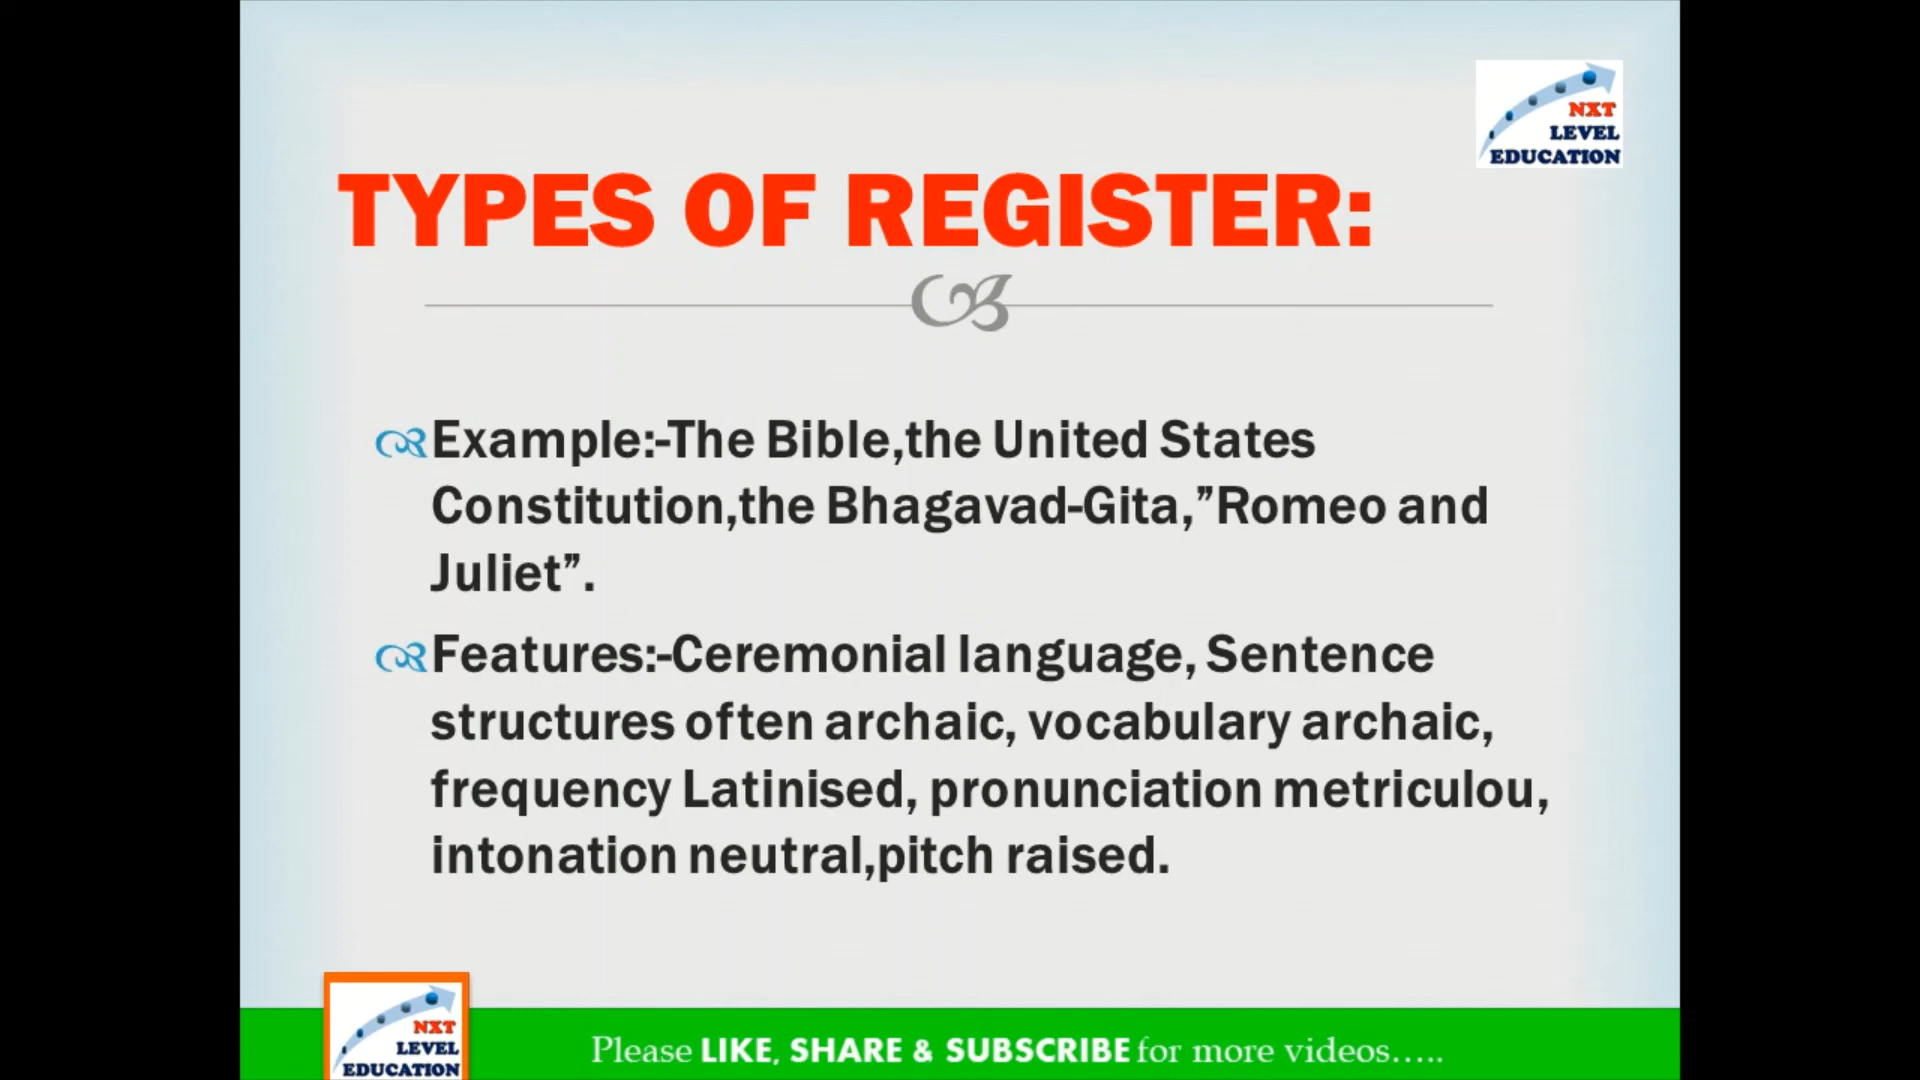 NXT
LEVEL
EDUCATION
TYPES OF REGISTER:
Example:-The Bible,the United States
Constitution,the Bhagavad-Gita,”Romeo and
Juliet”.
Features:-Ceremonial language, Sentence
structures often archaic, vocabulary archaic,
frequency Latinised, pronunciation metriculou,
intonation neutral,pitch raised.
NXT
LEVEL
EDUCATION
Please LIKE, SHARE & SUBSCRIBE for more videos.....